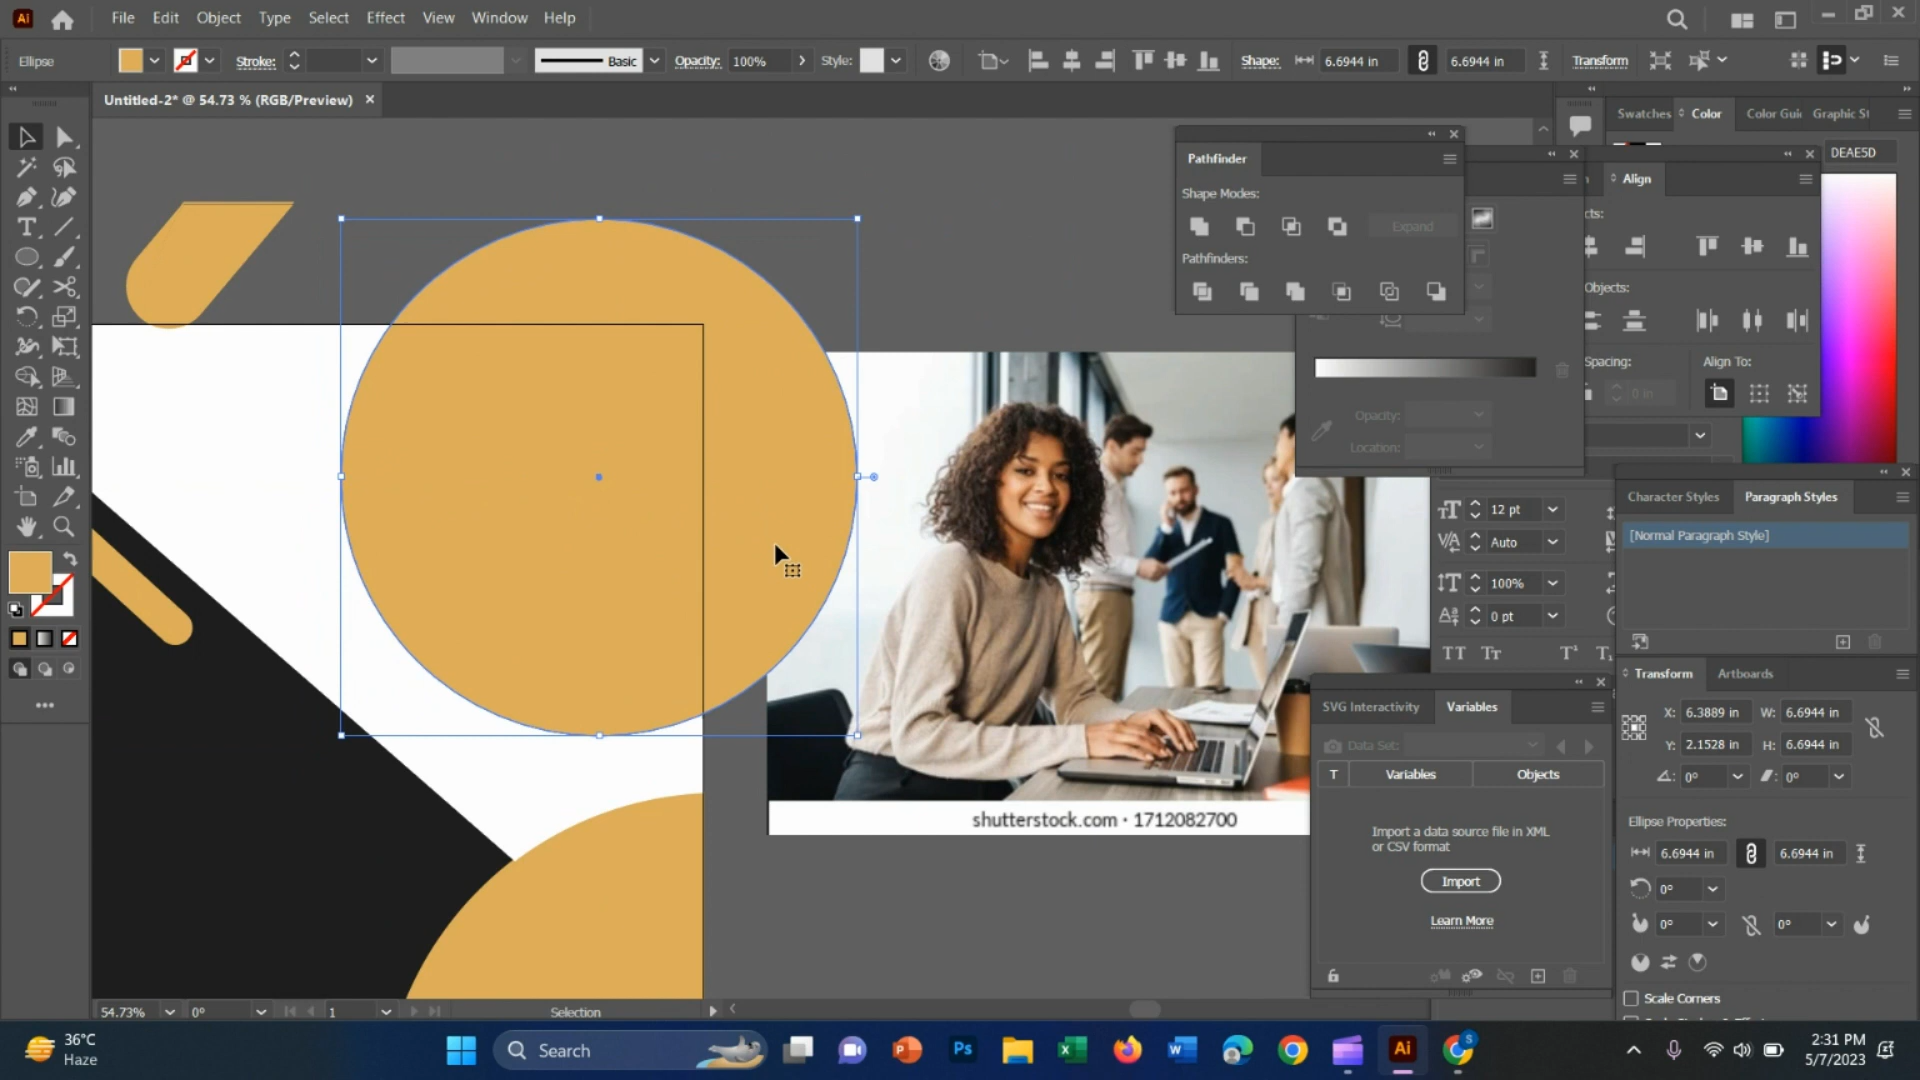 File Edit Object Type Select Effect View Window Help
Ellipse Stroke: Basic Opacity: 100% Style: Shape: 6.6944 in 6.6944 in Transform
Untitled-2* @ 54.73 % (RGB/Preview)
Swatches Color Color Gui Graphic St
DEAE5D
Pathfinder
Align
Shape Modes:
Expand
Pathfinders:
cts:
Objects:
Spacing: Align To:
0 in
Opacity:
Location:
12 pt
Auto
100%
0 pt
Character Styles Paragraph Styles
[Normal Paragraph Style]
Transform Artboards
X: 6.3889 in W: 6.6944 in
Y: 2.1528 in H: 6.6944 in
0° 0°
Ellipse Properties:
6.6944 in 6.6944 in
0°
0° 0°
Scale Corners
SVG Interactivity Variables
Data Set:
T Variables Objects
Import a data source file in XML
or CSV format
Import
Learn More
shutterstock.com · 1712082700
54.73% 0° 1 Selection
36°C
Haze
Search
2:31 PM
5/7/2023